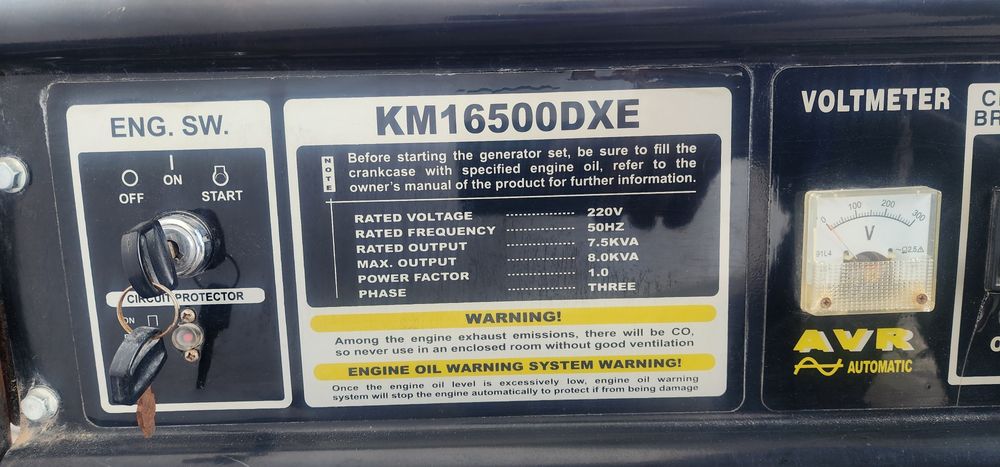 ENG. SW.
OFF
ON
START
CIRCUIT PROTECTOR
ON
KM16500DXE
NOTE
Before starting the generator set, be sure to fill the
crankcase with specified engine oil, refer to the
owner's manual of the product for further information.
RATED VOLTAGE ............... 220V
RATED FREQUENCY ............... 50HZ
RATED OUTPUT ............... 7.5KVA
MAX. OUTPUT ............... 8.0KVA
POWER FACTOR ............... 1.0
PHASE ............... THREE
WARNING!
Among the engine exhaust emissions, there will be CO,
so never use in an enclosed room without good ventilation
ENGINE OIL WARNING SYSTEM WARNING!
Once the engine oil level is excessively low, engine oil warning
system will stop the engine automatically to protect if from being damage
VOLTMETER
0 100 200 300
V
91L4
~ 2.5
AVR
AUTOMATIC
C
BR